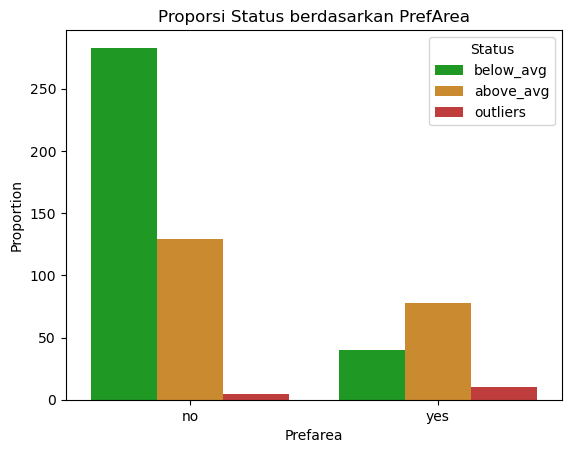 Proporsi Status berdasarkan PrefArea
Status
below_avg
above_avg
outliers
Proportion
250
200
150
100
50
0
no
yes
Prefarea